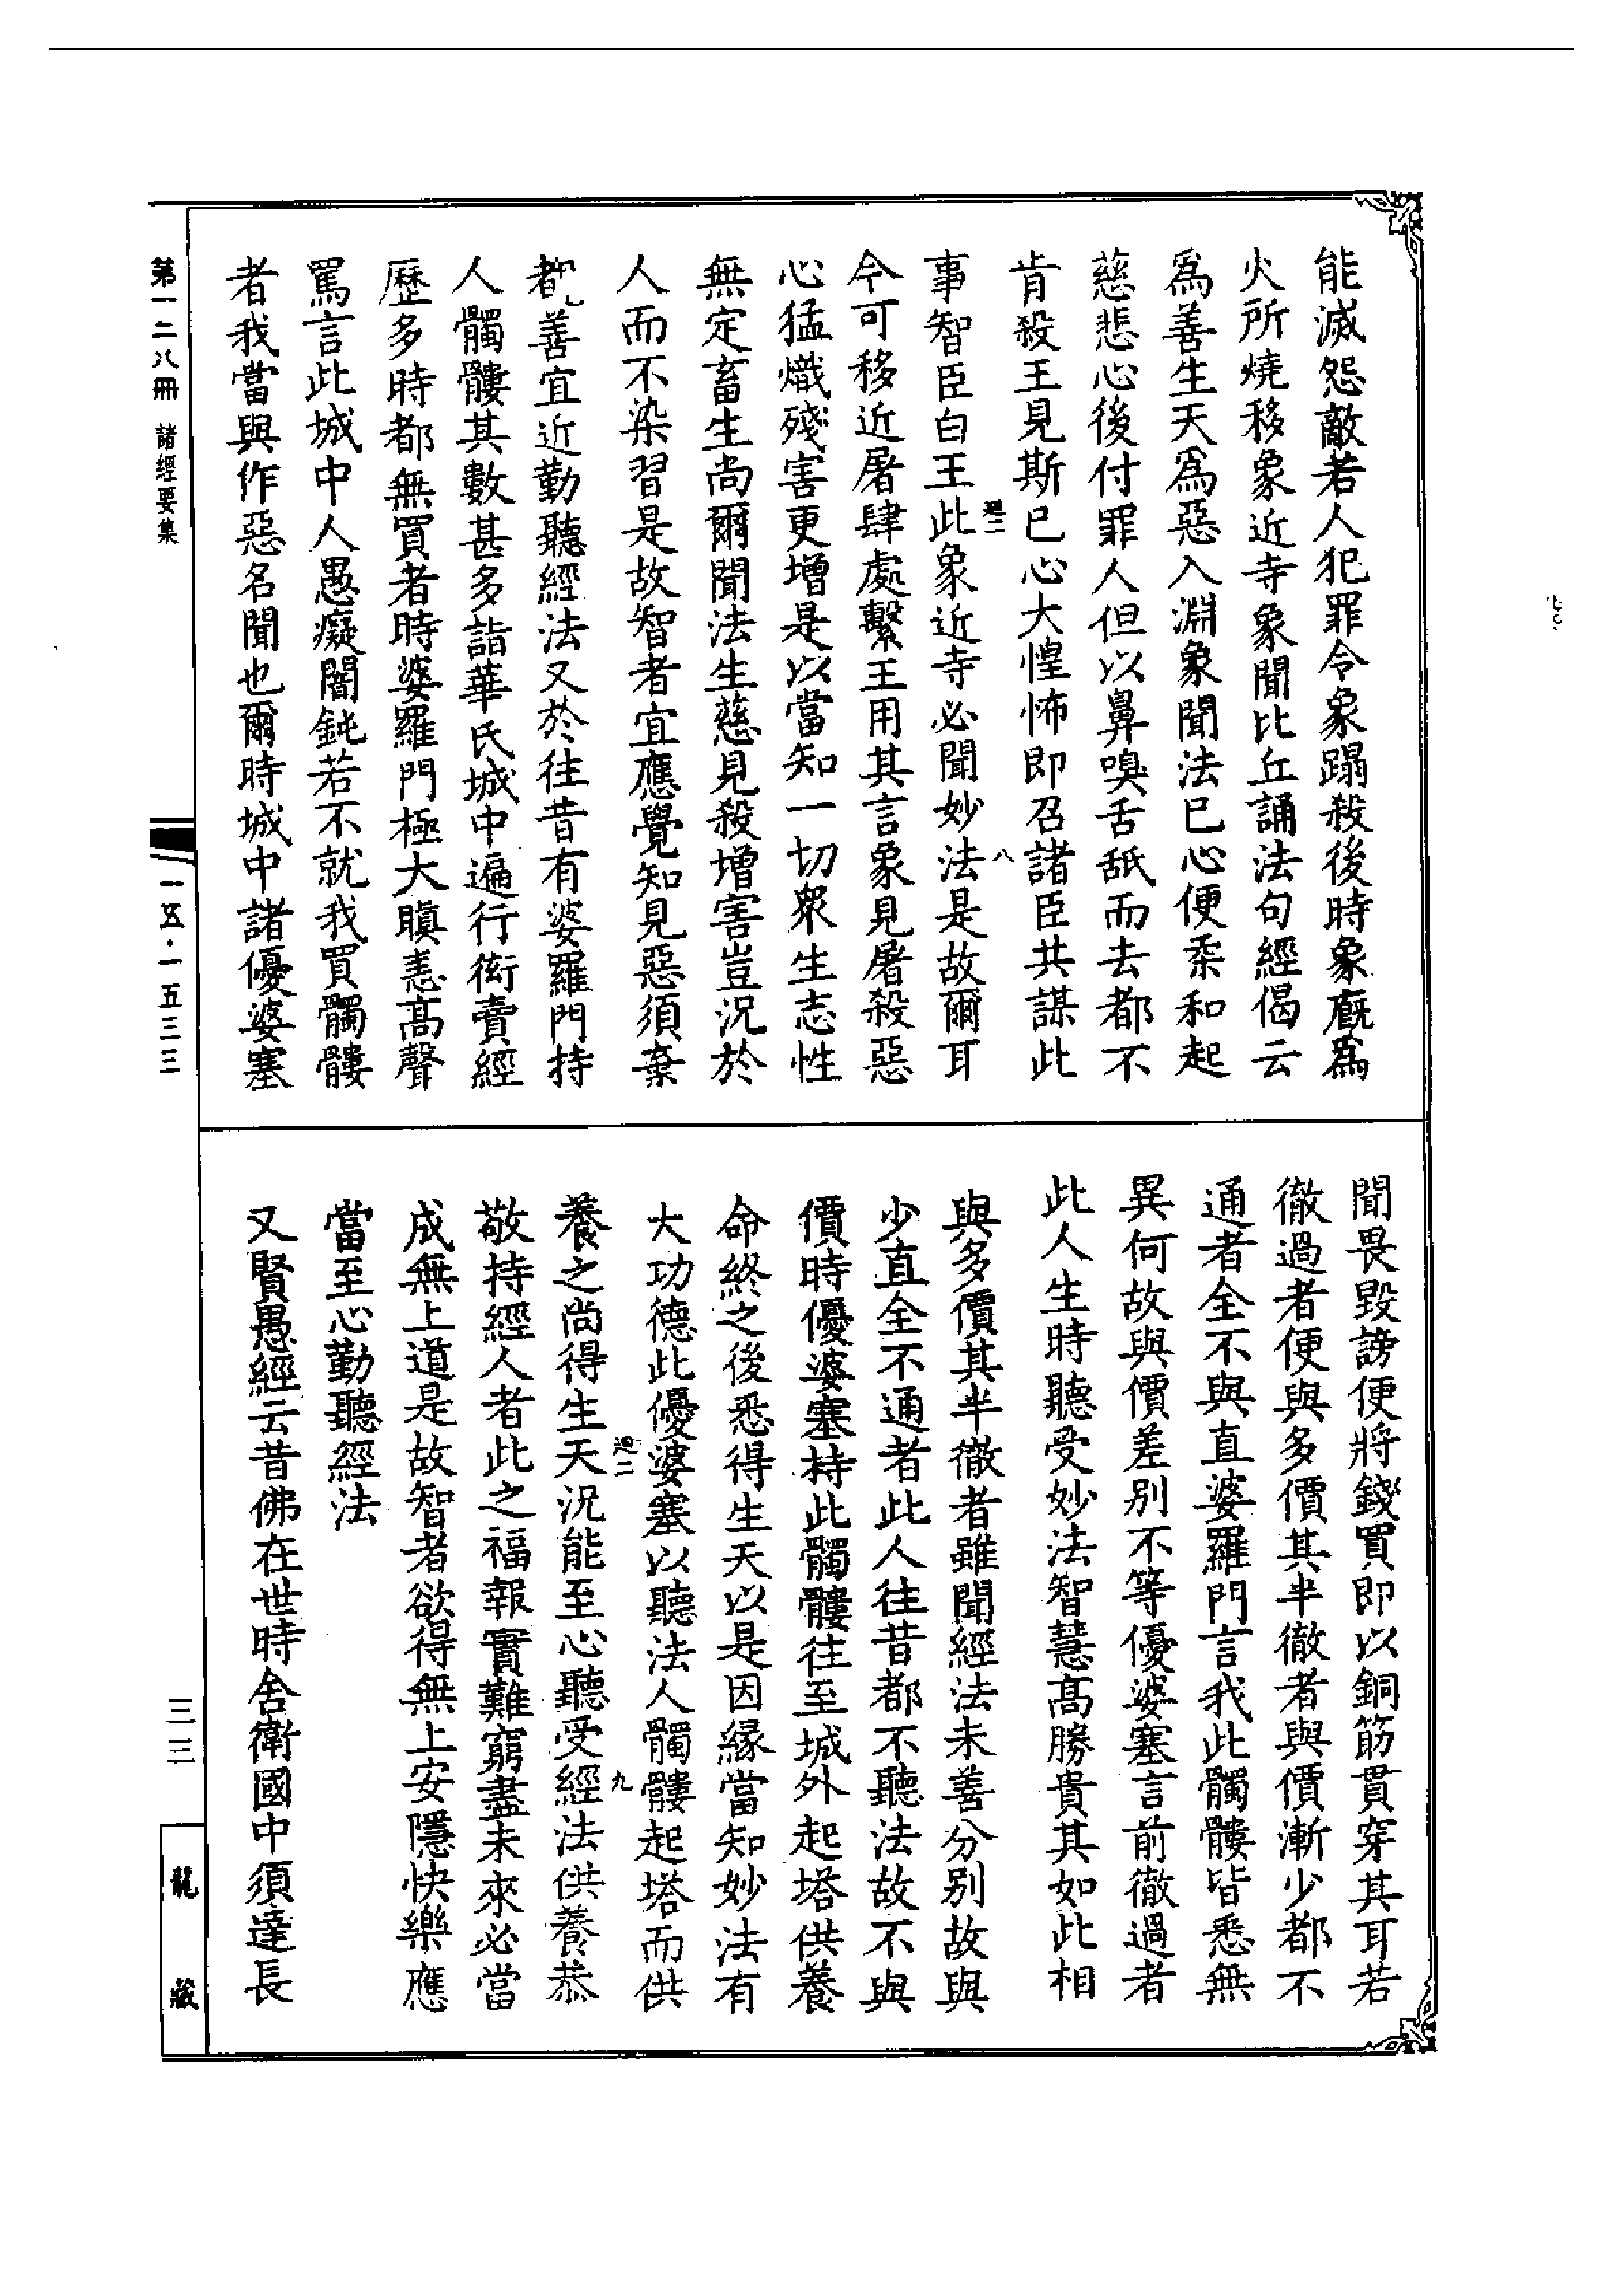 能滅怨敵若人犯罪令象蹋殺後時象廐爲
火所燒移象近寺象聞比丘誦法句經偈云
爲善生天爲惡入淵象聞法已心便柔和起
慈悲心後付罪人但以鼻嗅舌舐而去都不
肯殺王見斯已心大惶怖即召諸臣共謀此
事智臣白王此象近寺必聞妙法是故爾耳
今可移近屠肆處繫王用其言象見屠殺惡
心猛熾殘害更增是以當知一切衆生志性
無定畜生尚爾聞法生慈見殺增害豈況於
人而不染習是故智者宜應覺知見惡須棄
覩善宜近勤聽經法又於往昔有婆羅門持
人髑髏其數甚多詣華氏城中遍行衒賣經
歷多時都無買者時婆羅門極大瞋恚高聲
罵言此城中人愚癡闇鈍若不就我買髑髏
者我當與作惡名聞也爾時城中諸優婆塞
聞畏毀謗便將錢買即以銅筋貫穿其耳若
徹過者便與多價其半徹者與價漸少都不
通者全不與直婆羅門言我此髑髏皆悉無
異何故與價差別不等優婆塞言前徹過者
此人生時聽受妙法智慧高勝貴其如此相
與多價其半徹者雖聞經法未善分別故與
少直全不通者此人往昔都不聽法故不與
價時優婆塞持此髑髏往至城外起塔供養
命終之後悉得生天以是因緣當知妙法有
大功德此優婆塞以聽法人髑髏起塔而供
養之尚得生天況能至心聽受經法供養恭
敬持經人者此之福報實難窮盡未來必當
成無上道是故智者欲得無上安隱快樂應
當至心勤聽經法
又賢愚經云昔佛在世時舍衛國中須達長
第一二八冊 諸經要集
一五·一五三三
三三
龍藏
八
九